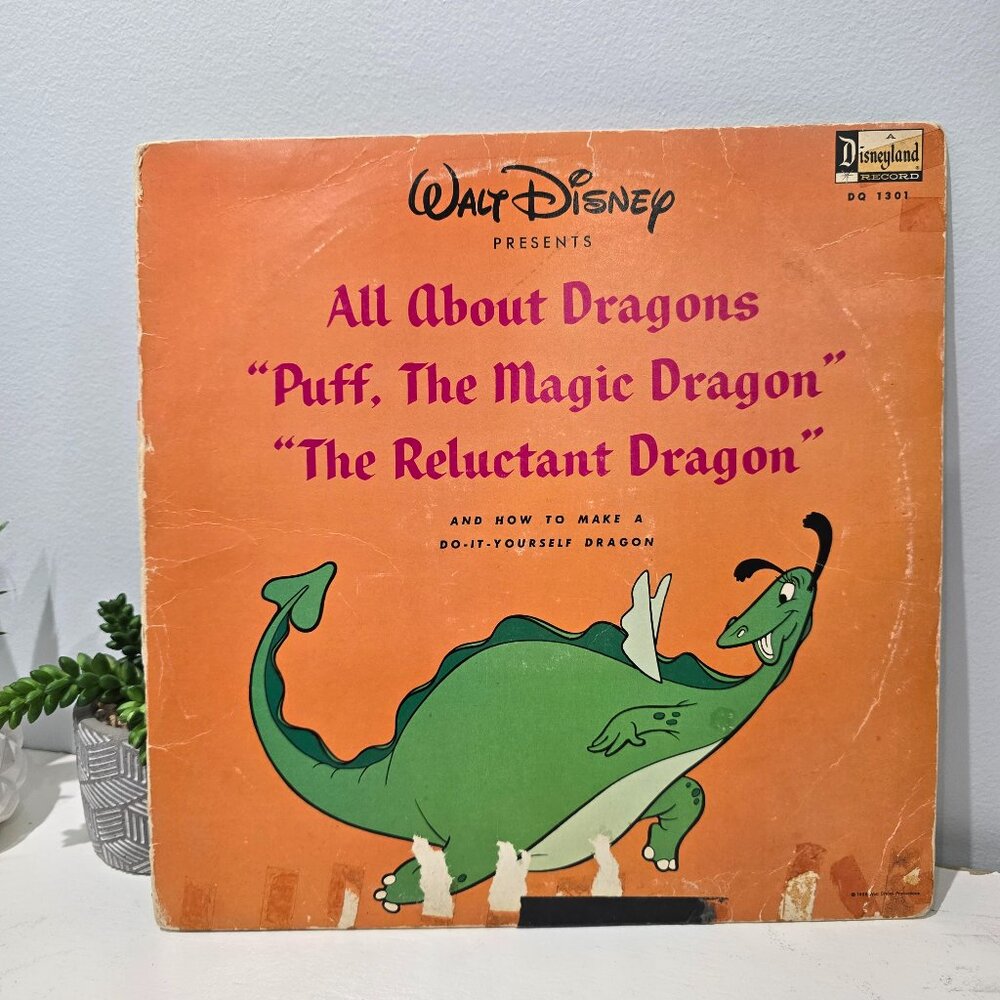 A
Disneyland
RECORD
DQ 1301
WALT DISNEY
PRESENTS
All About Dragons
“Puff, The Magic Dragon”
“The Reluctant Dragon”
AND HOW TO MAKE A
DO-IT-YOURSELF DRAGON